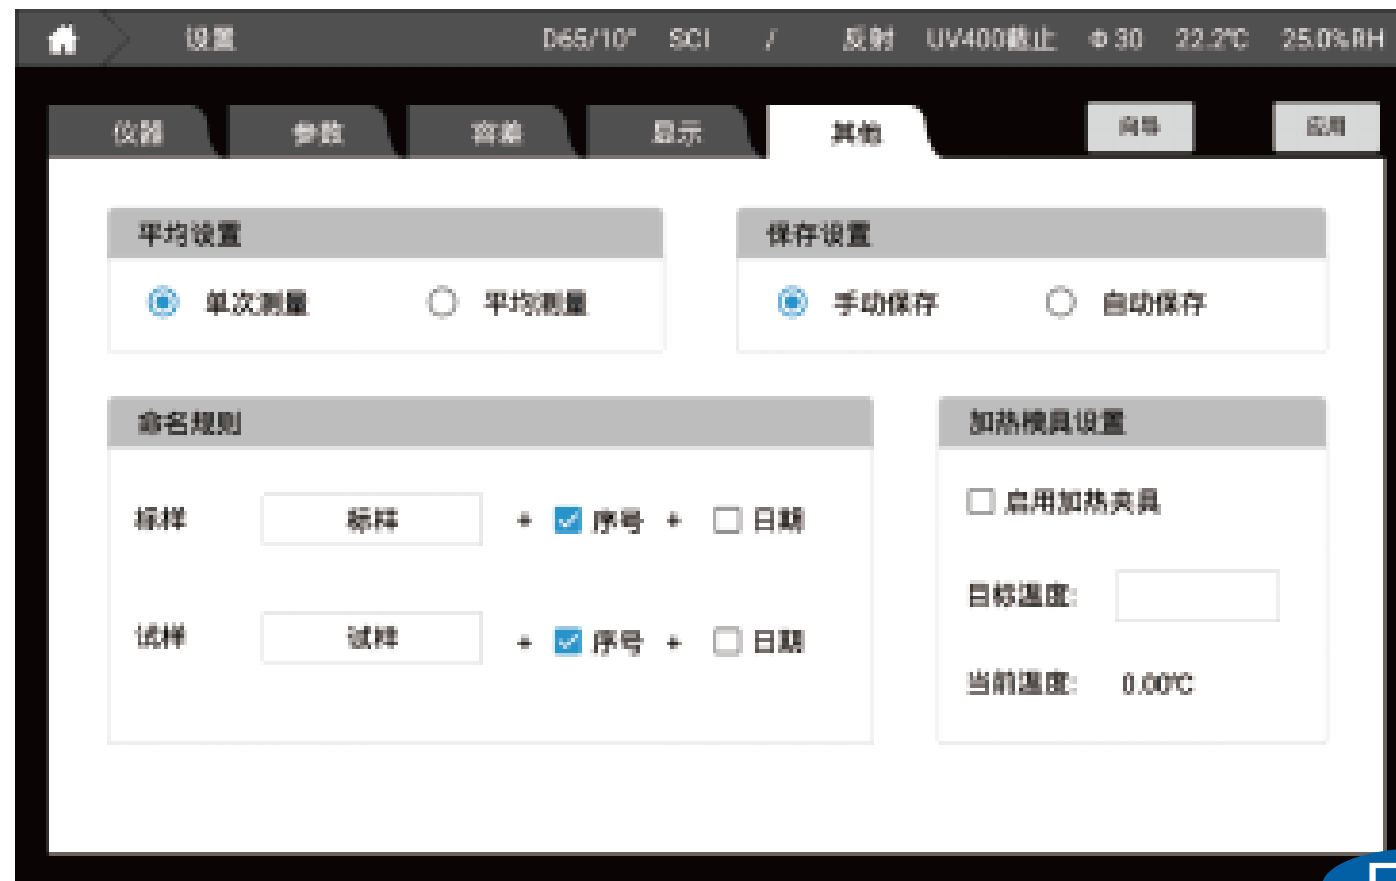 设置 D65/10° SCI / 反射 UV400截止 Φ30 22.2℃ 25.0%RH
仪器 参数 容差 显示 其他 向导 应用
平均设置 保存设置
单次测量 平均测量 手动保存 自动保存
命名规则 加热模具设置
标样 标样 + 序号 + 日期 启用加热夹具
目标温度:
试样 试样 + 序号 + 日期
当前温度: 0.00℃